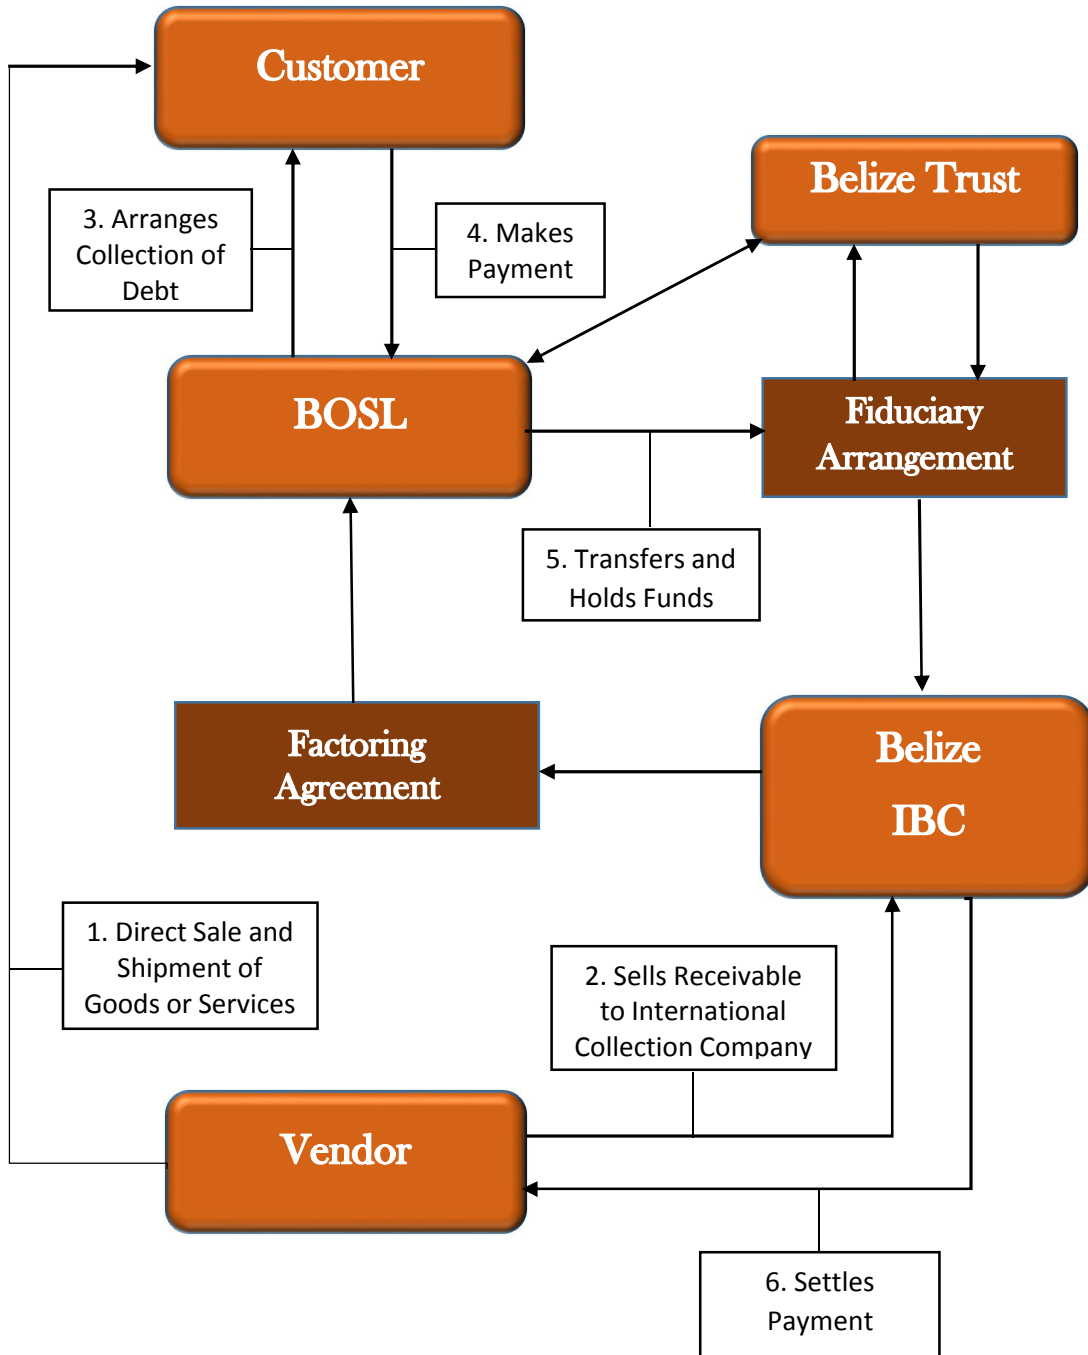 Customer
Belize Trust
3. Arranges
Collection of
Debt
4. Makes
Payment
BOSL
Fiduciary
Arrangement
5. Transfers and
Holds Funds
Factoring
Agreement
Belize
IBC
1. Direct Sale and
Shipment of
Goods or Services
2. Sells Receivable
to International
Collection Company
Vendor
6. Settles
Payment